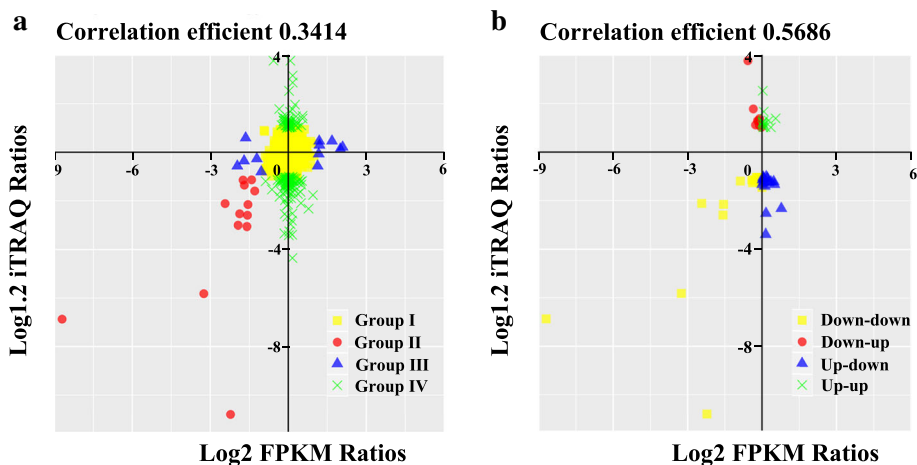 a
Correlation efficient 0.3414
4
-9
-6
-3
0
3
6
-4
-8
Log1.2 iTRAQ Ratios
Group I
Group II
Group III
Group IV
Log2 FPKM Ratios
b
Correlation efficient 0.5686
4
-9
-6
-3
0
3
6
-4
-8
Log1.2 iTRAQ Ratios
Down-down
Down-up
Up-down
Up-up
Log2 FPKM Ratios